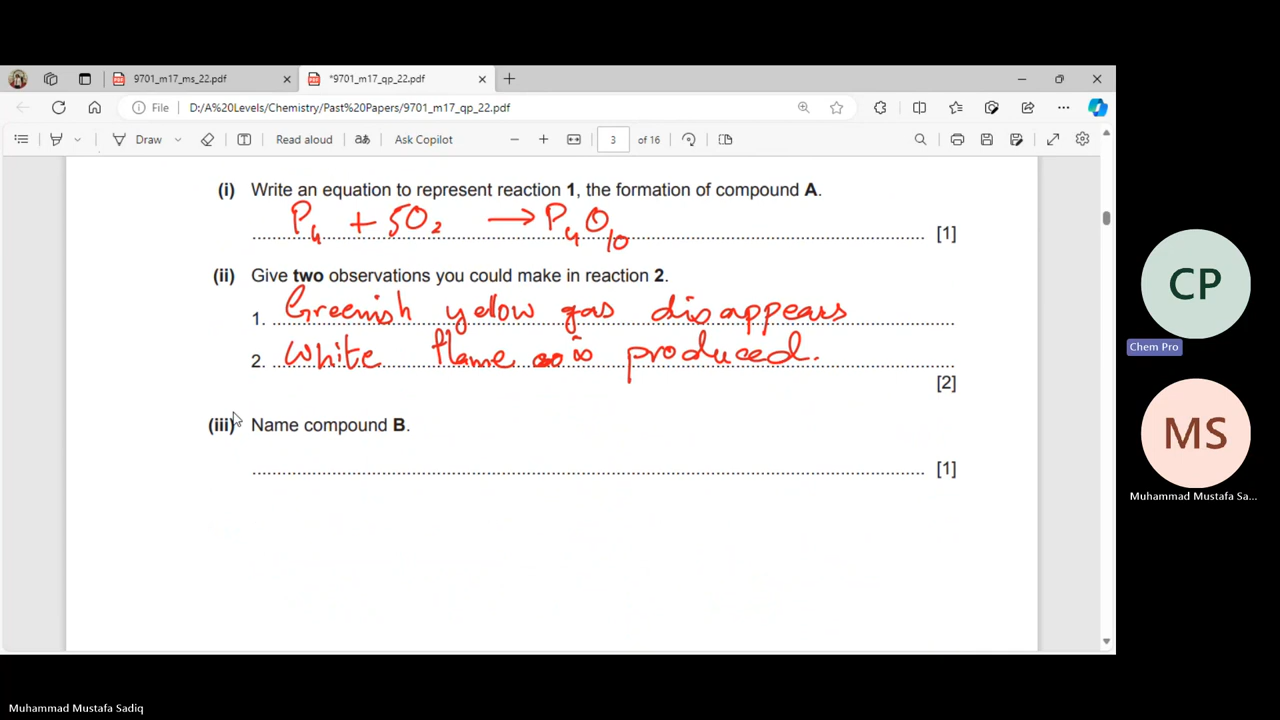 9701_m17_ms_22.pdf
*9701_m17_qp_22.pdf
File
D:/A%20Levels/Chemistry/Past%20Papers/9701_m17_qp_22.pdf
Draw
Read aloud
aあ
Ask Copilot
3 of 16
(i) Write an equation to represent reaction 1, the formation of compound A.
P₄ + 5O₂ → P₄O₁₀
[1]
(ii) Give two observations you could make in reaction 2.
1. Greenish yellow gas disappears
2. White flame is produced.
[2]
(iii) Name compound B.
[1]
CP
Chem Pro
MS
Muhammad Mustafa Sa...
Muhammad Mustafa Sadiq